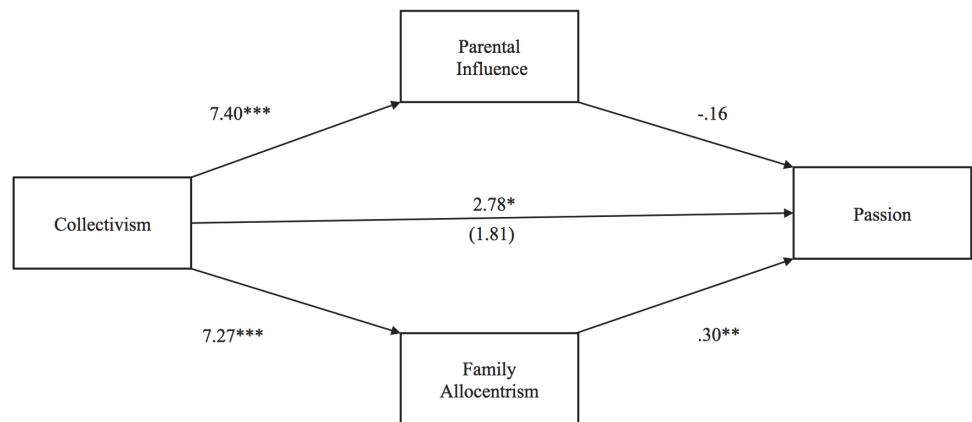 Parental
Influence
7.40***
-.16
Collectivism
2.78*
(1.81)
Passion
7.27***
.30**
Family
Allocentrism